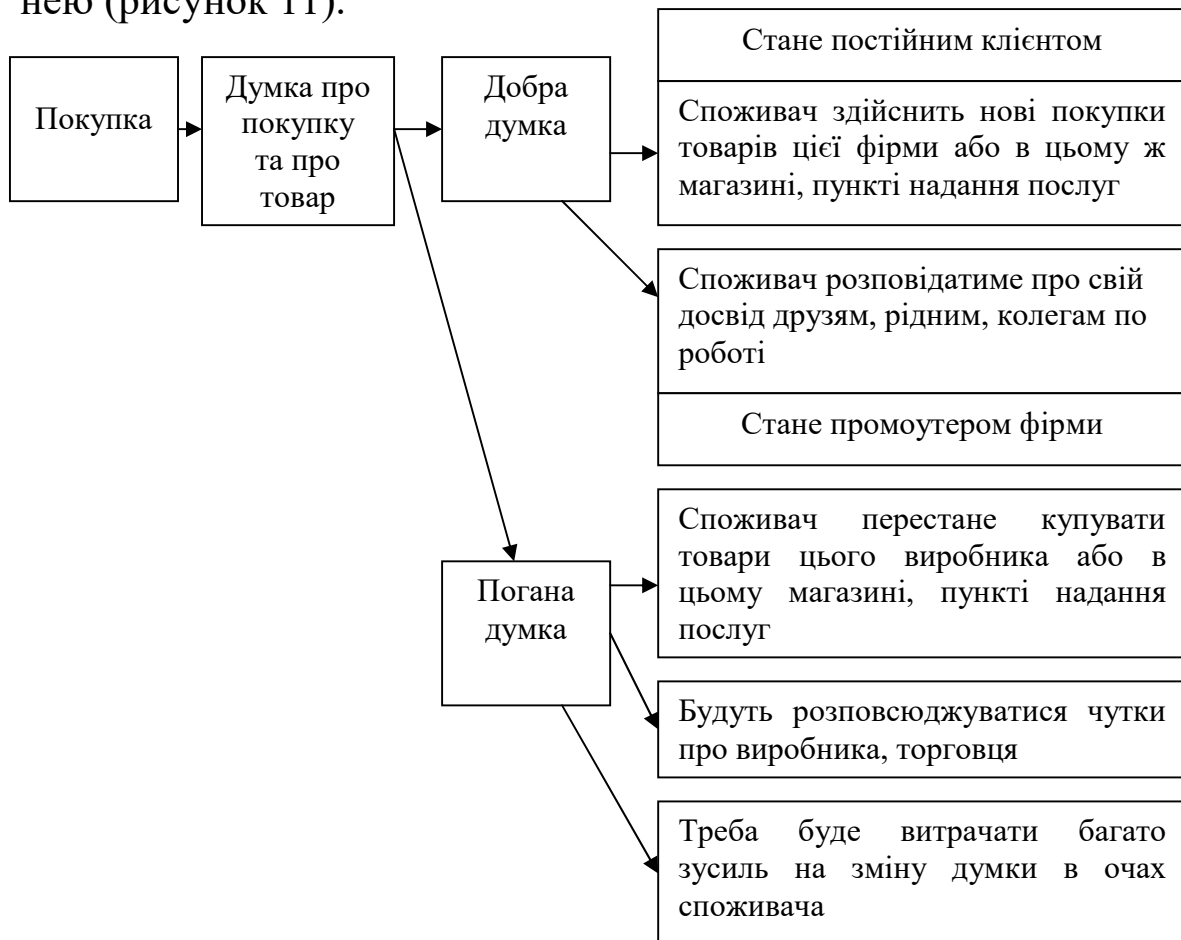 нею (рисунок 11).
Покупка
Думка про
покупку
та про
товар
Добра
думка
Стане постійним клієнтом
Споживач здійснить нові покупки
товарів цієї фірми або в цьому ж
магазині, пункті надання послуг
Споживач розповідатиме про свій
досвід друзям, рідним, колегам по
роботі
Стане промоутером фірми
Погана
думка
Споживач перестане купувати
товари цього виробника або в
цьому магазині, пункті надання
послуг
Будуть розповсюджуватися чутки
про виробника, торговця
Треба буде витрачати багато
зусиль на зміну думки в очах
споживача